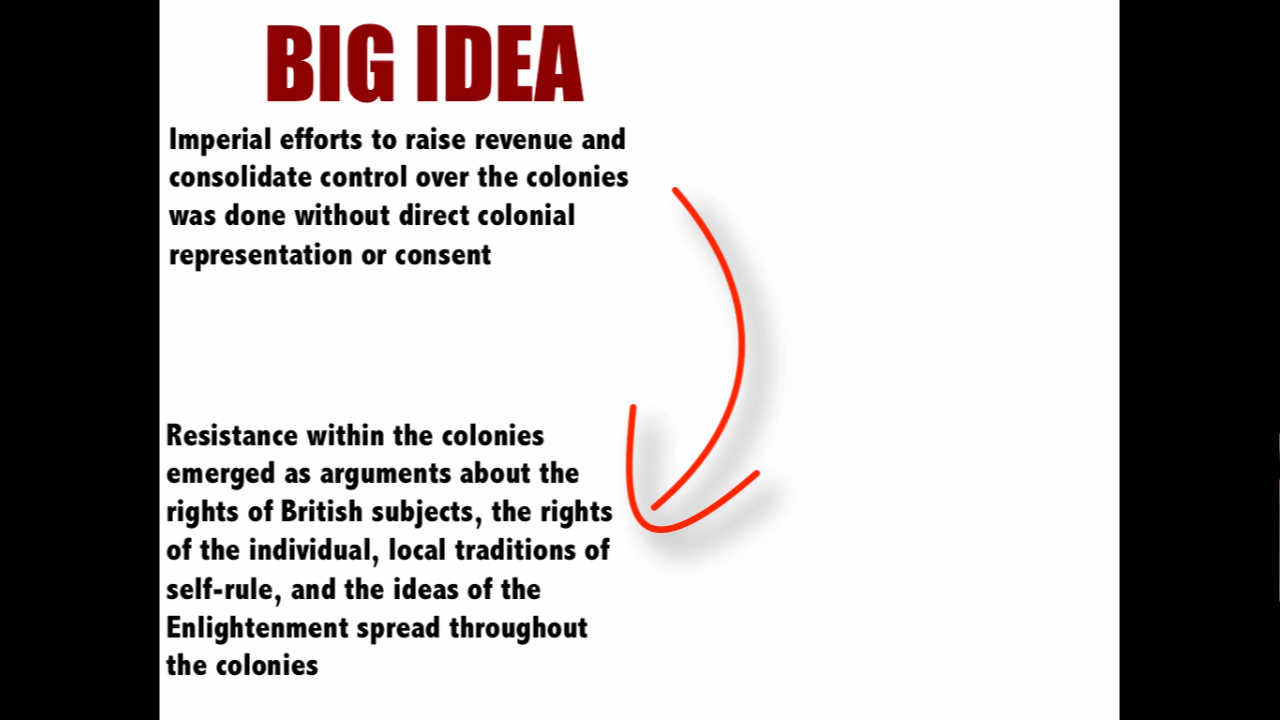 BIG IDEA
Imperial efforts to raise revenue and
consolidate control over the colonies
was done without direct colonial
representation or consent
Resistance within the colonies
emerged as arguments about the
rights of British subjects, the rights
of the individual, local traditions of
self-rule, and the ideas of the
Enlightenment spread throughout
the colonies